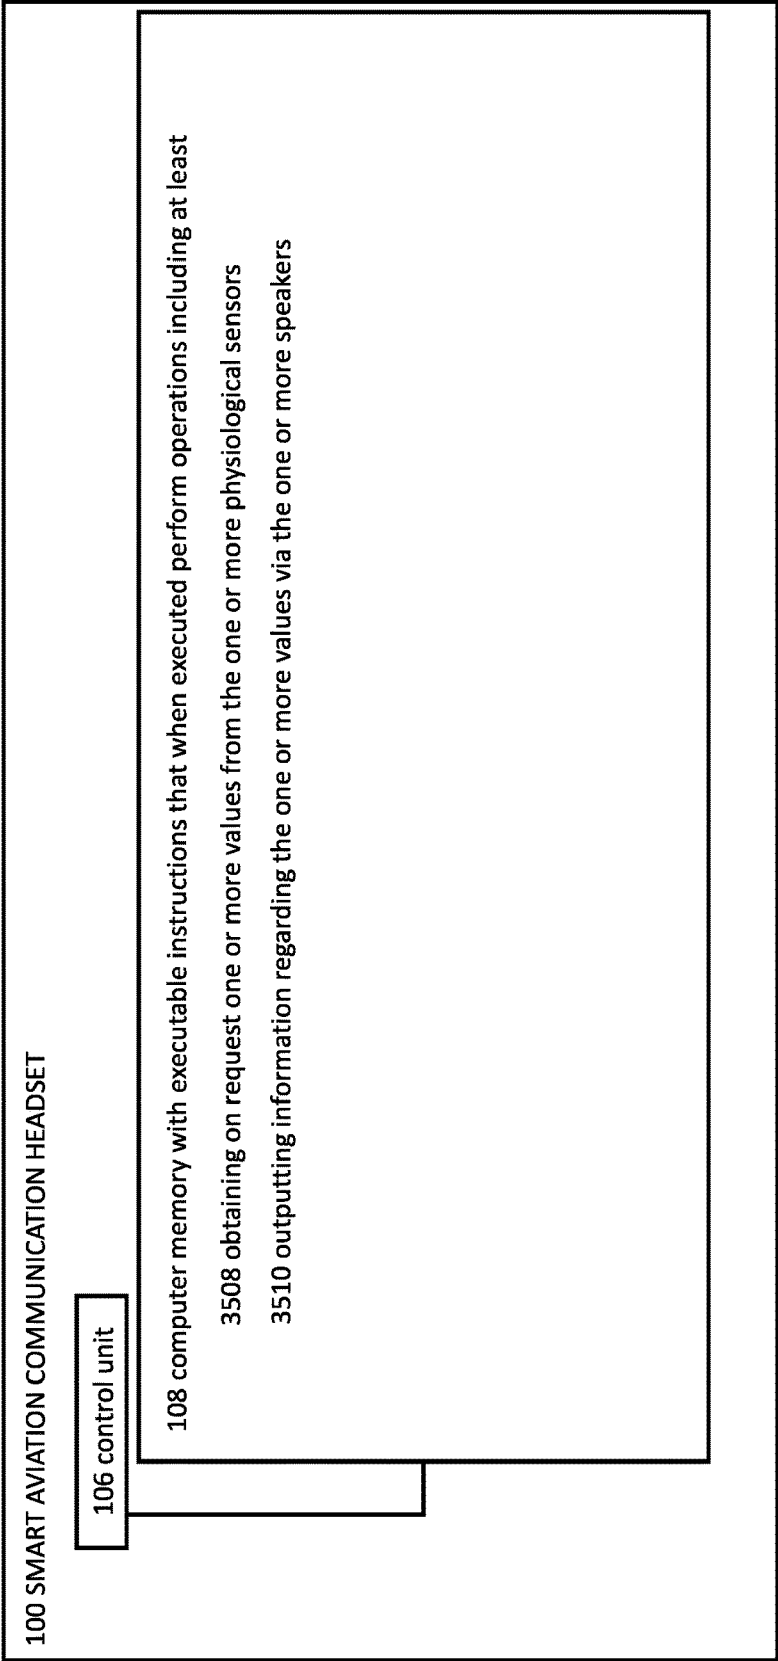 100 SMART AVIATION COMMUNICATION HEADSET
106 control unit
108 computer memory with executable instructions that when executed perform operations including at least
3508 obtaining on request one or more values from the one or more physiological sensors
3510 outputting information regarding the one or more values via the one or more speakers